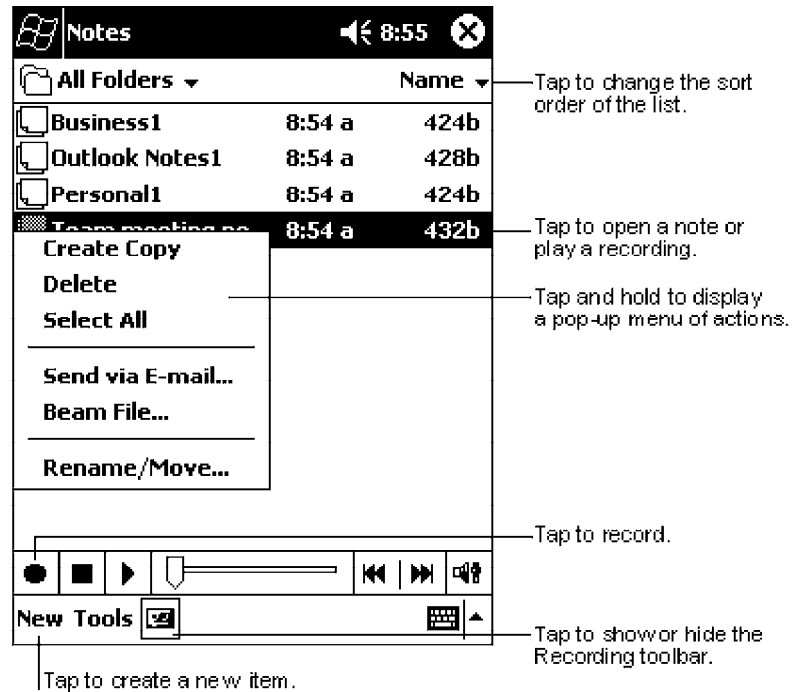 Notes 8:55
All Folders Name
Tap to change the sort
order of the list.
Business1 8:54 a 424b
Outlook Notes1 8:54 a 428b
Personal1 8:54 a 424b
Team meeting no... 8:54 a 432b
Tap to open a note or
play a recording.
Create Copy
Delete
Select All
Tap and hold to display
a pop-up menu of actions.
Send via E-mail...
Beam File...
Rename/Move...
Tap to record.
New Tools
Tap to show or hide the
Recording toolbar.
Tap to create a new item.